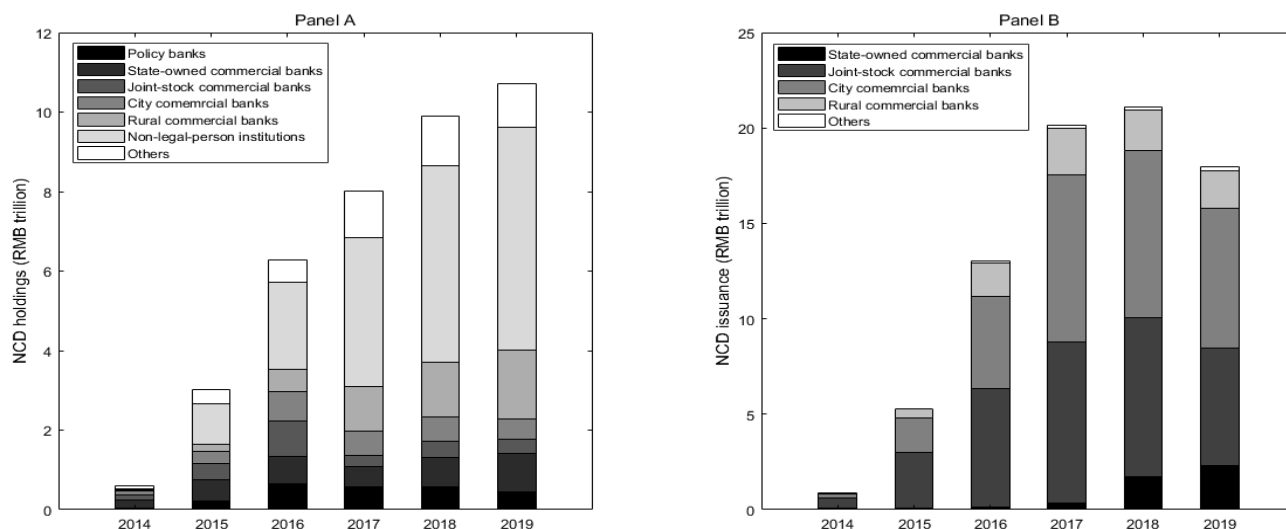 Panel A
NCD holdings (RMB trillion)
12
10
8
6
4
2
0
Policy banks
State-owned commercial banks
Joint-stock commercial banks
City comemrcial banks
Rural commercial banks
Non-legal-person institutions
Others
2014 2015 2016 2017 2018 2019
Panel B
NCD issuance (RMB trillion)
25
20
15
10
5
0
State-owned commercial banks
Joint-stock commercial banks
City comemrcial banks
Rural commercial banks
Others
2014 2015 2016 2017 2018 2019